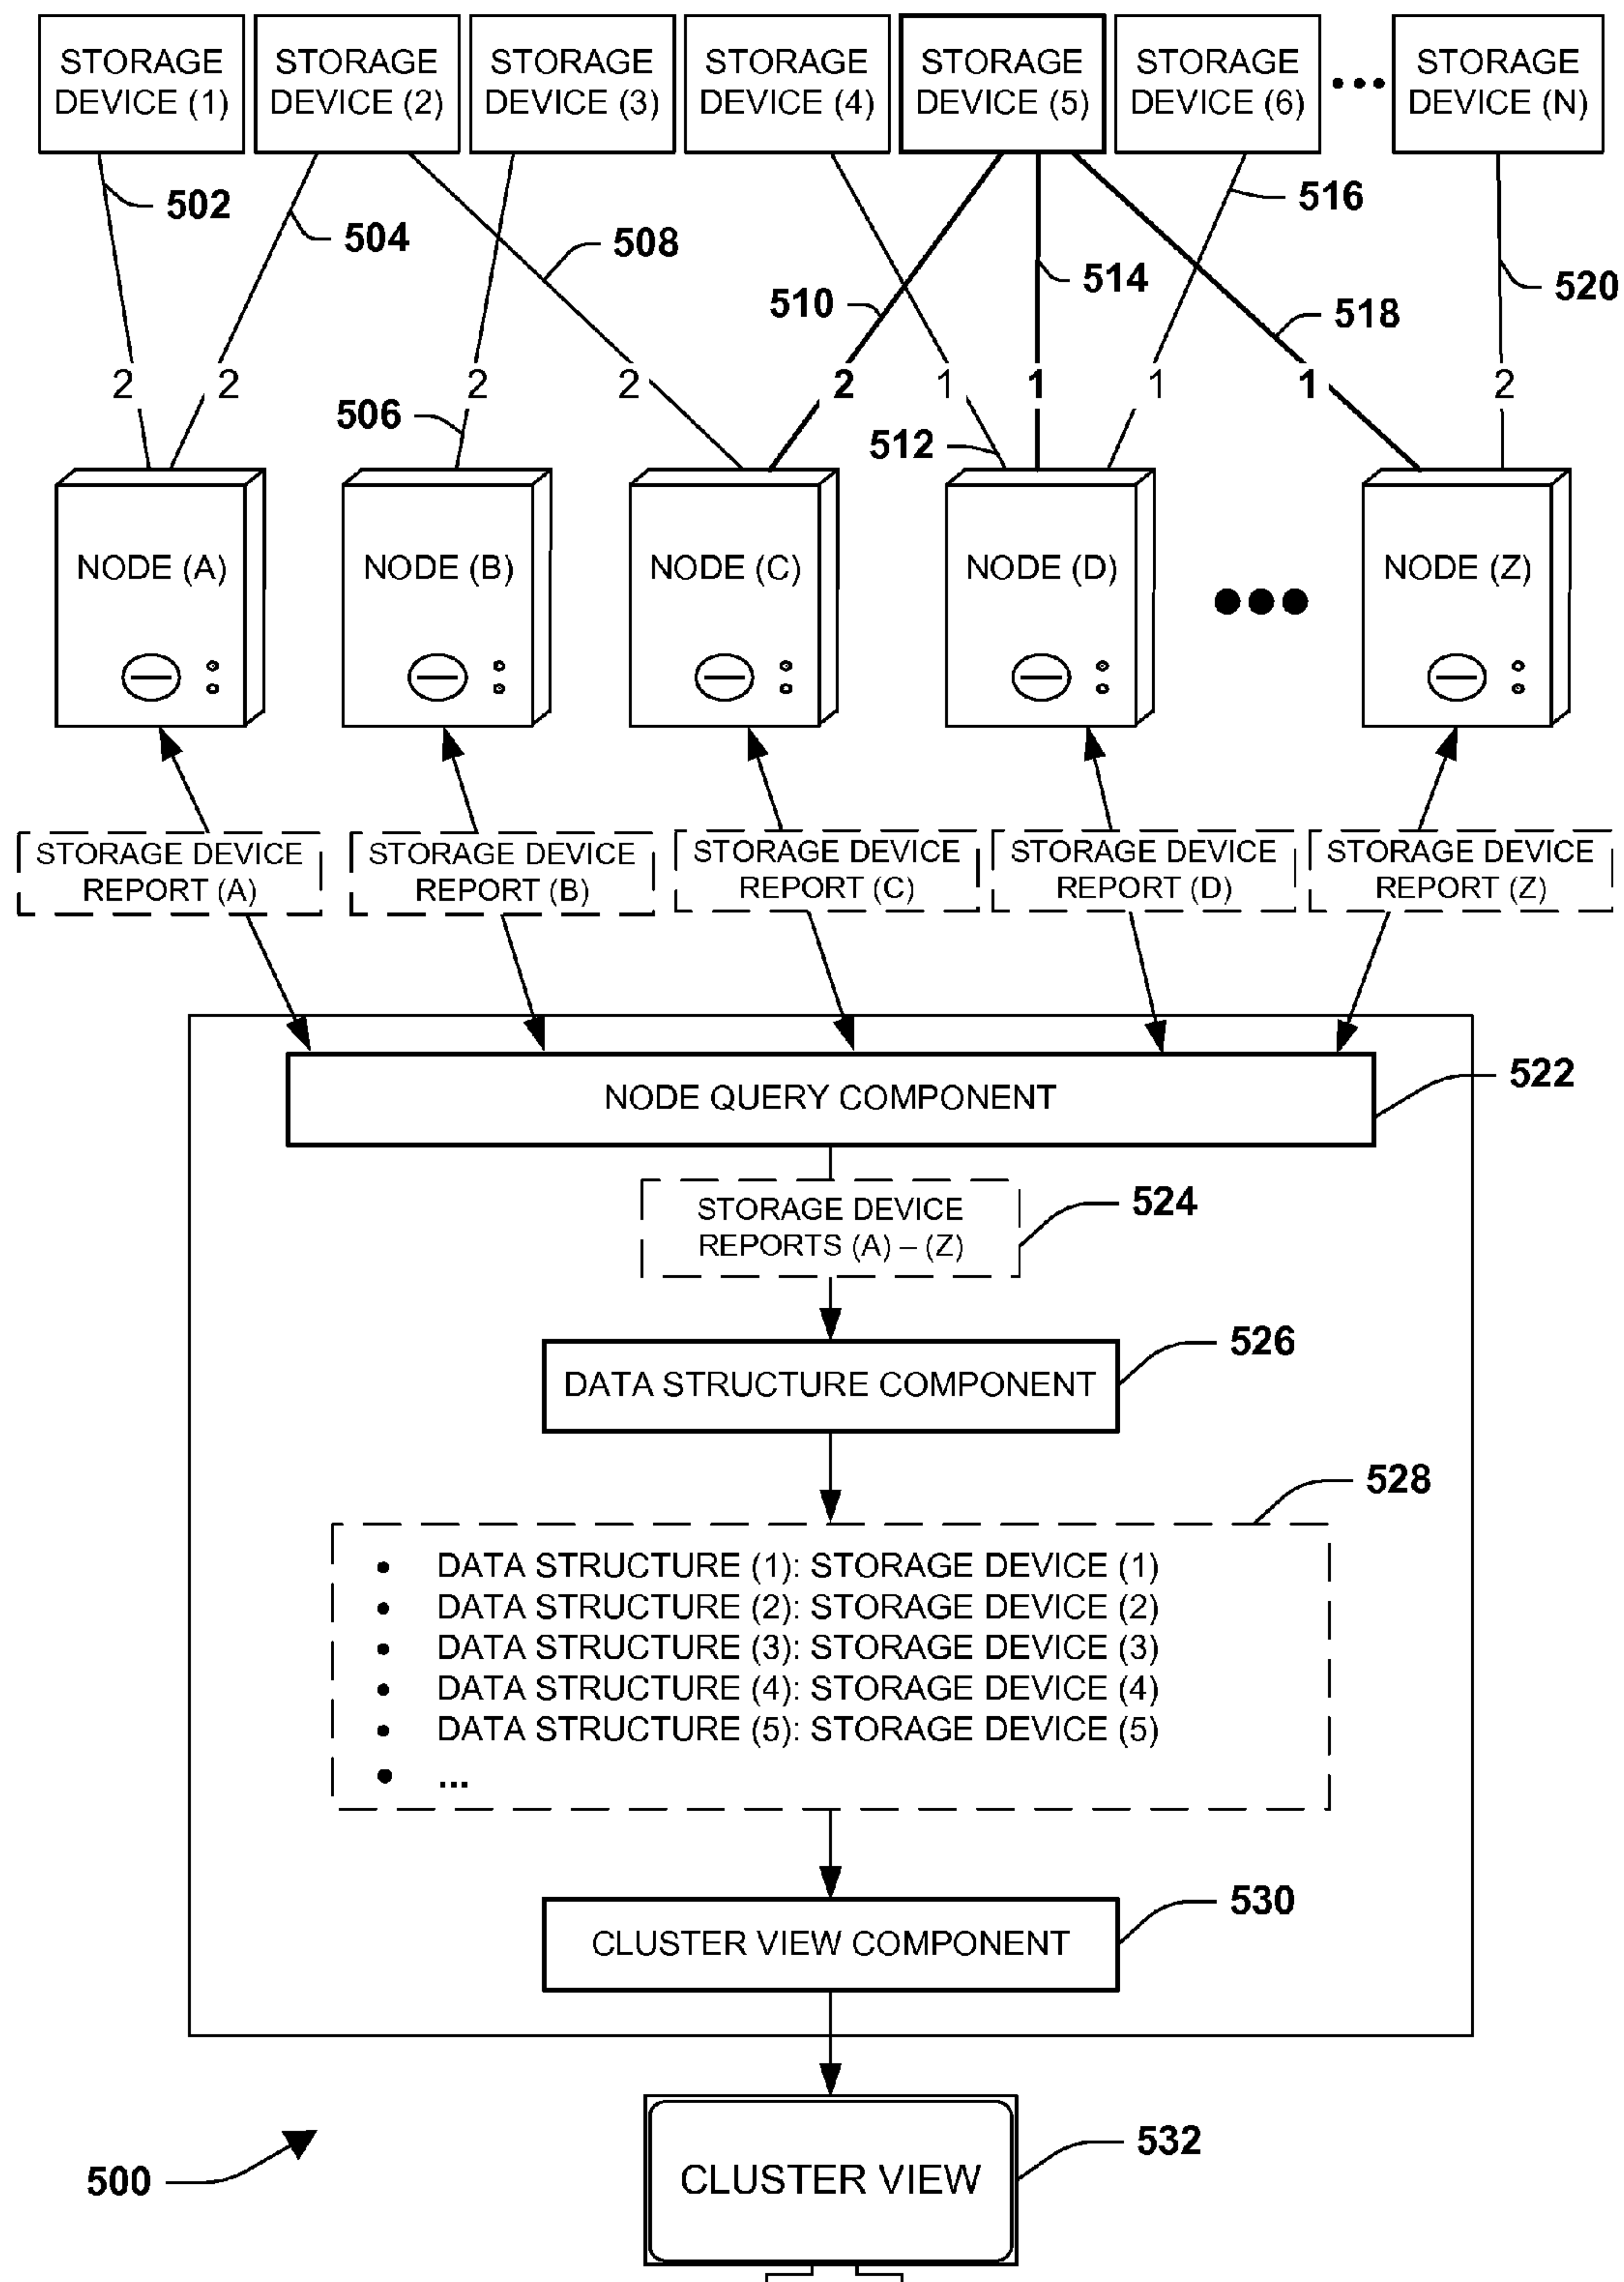 STORAGE DEVICE (1)
STORAGE DEVICE (2)
STORAGE DEVICE (3)
STORAGE DEVICE (4)
STORAGE DEVICE (5)
STORAGE DEVICE (6)
•••
STORAGE DEVICE (N)
502
504
508
510
514
516
518
520
2
2
2
2
2
1
1
1
1
2
506
512
NODE (A)
NODE (B)
NODE (C)
NODE (D)
•••
NODE (Z)
STORAGE DEVICE
REPORT (A)
STORAGE DEVICE
REPORT (B)
STORAGE DEVICE
REPORT (C)
STORAGE DEVICE
REPORT (D)
STORAGE DEVICE
REPORT (Z)
NODE QUERY COMPONENT
522
STORAGE DEVICE
REPORTS (A) – (Z)
524
DATA STRUCTURE COMPONENT
526
528
• DATA STRUCTURE (1): STORAGE DEVICE (1)
• DATA STRUCTURE (2): STORAGE DEVICE (2)
• DATA STRUCTURE (3): STORAGE DEVICE (3)
• DATA STRUCTURE (4): STORAGE DEVICE (4)
• DATA STRUCTURE (5): STORAGE DEVICE (5)
• ...
CLUSTER VIEW COMPONENT
530
500
CLUSTER VIEW
532